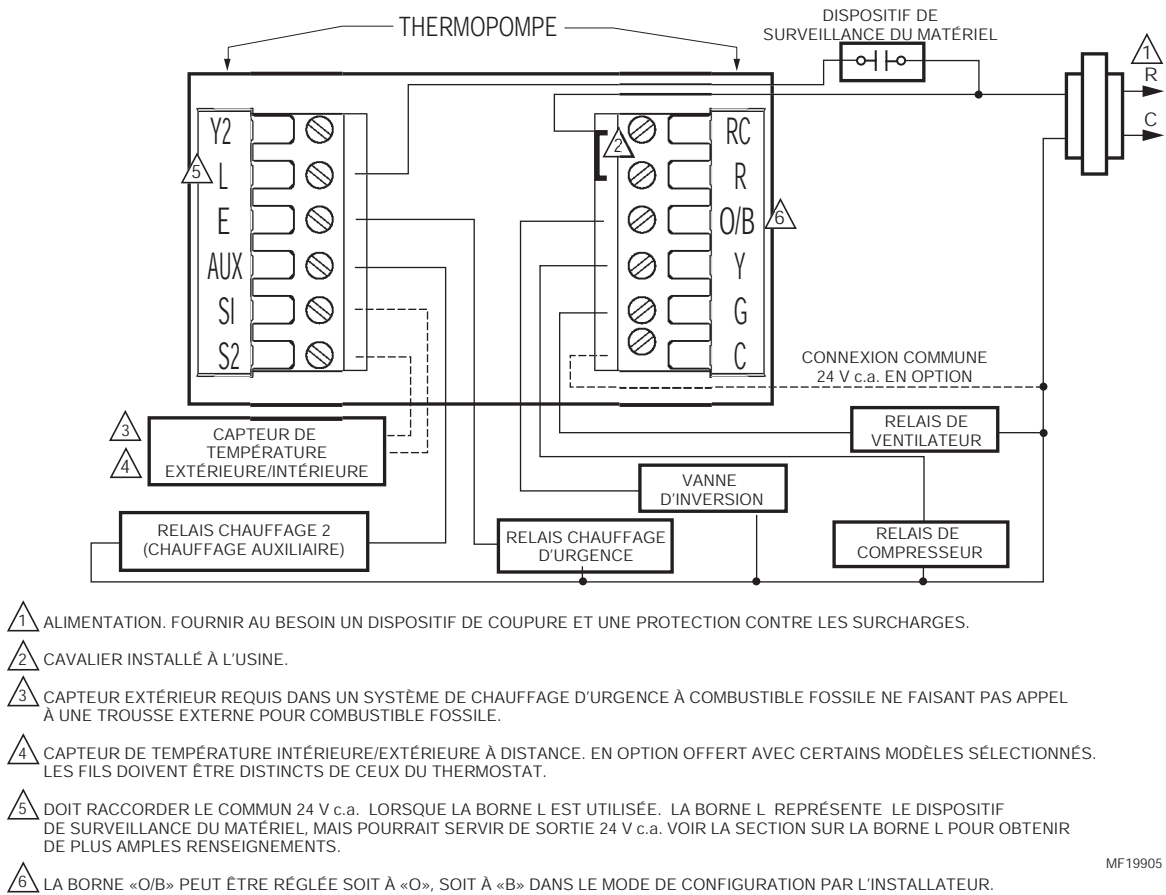 THERMOPOMPE
DISPOSITIF DE
SURVEILLANCE DU MATÉRIEL
1
R
C
Y2
5
L
E
AUX
S1
S2
2
RC
R
O/B
6
Y
G
C
CONNEXION COMMUNE
24 V c.a. EN OPTION
3
4
CAPTEUR DE
TEMPÉRATURE
EXTÉRIEURE/INTÉRIEURE
RELAIS DE
VENTILATEUR
VANNE
D'INVERSION
RELAIS CHAUFFAGE 2
(CHAUFFAGE AUXILIAIRE)
RELAIS CHAUFFAGE
D'URGENCE
RELAIS DE
COMPRESSEUR
1 ALIMENTATION. FOURNIR AU BESOIN UN DISPOSITIF DE COUPURE ET UNE PROTECTION CONTRE LES SURCHARGES.
2 CAVALIER INSTALLÉ À L'USINE.
3 CAPTEUR EXTÉRIEUR REQUIS DANS UN SYSTÈME DE CHAUFFAGE D'URGENCE À COMBUSTIBLE FOSSILE NE FAISANT PAS APPEL
À UNE TROUSSE EXTERNE POUR COMBUSTIBLE FOSSILE.
4 CAPTEUR DE TEMPÉRATURE INTÉRIEURE/EXTÉRIEURE À DISTANCE. EN OPTION OFFERT AVEC CERTAINS MODÈLES SÉLECTIONNÉS.
LES FILS DOIVENT ÊTRE DISTINCTS DE CEUX DU THERMOSTAT.
5 DOIT RACCORDER LE COMMUN 24 V c.a. LORSQUE LA BORNE L EST UTILISÉE. LA BORNE L REPRÉSENTE LE DISPOSITIF
DE SURVEILLANCE DU MATÉRIEL, MAIS POURRAIT SERVIR DE SORTIE 24 V c.a. VOIR LA SECTION SUR LA BORNE L POUR OBTENIR
DE PLUS AMPLES RENSEIGNEMENTS.
6 LA BORNE «O/B» PEUT ÊTRE RÉGLÉE SOIT À «O», SOIT À «B» DANS LE MODE DE CONFIGURATION PAR L'INSTALLATEUR.
MF19905